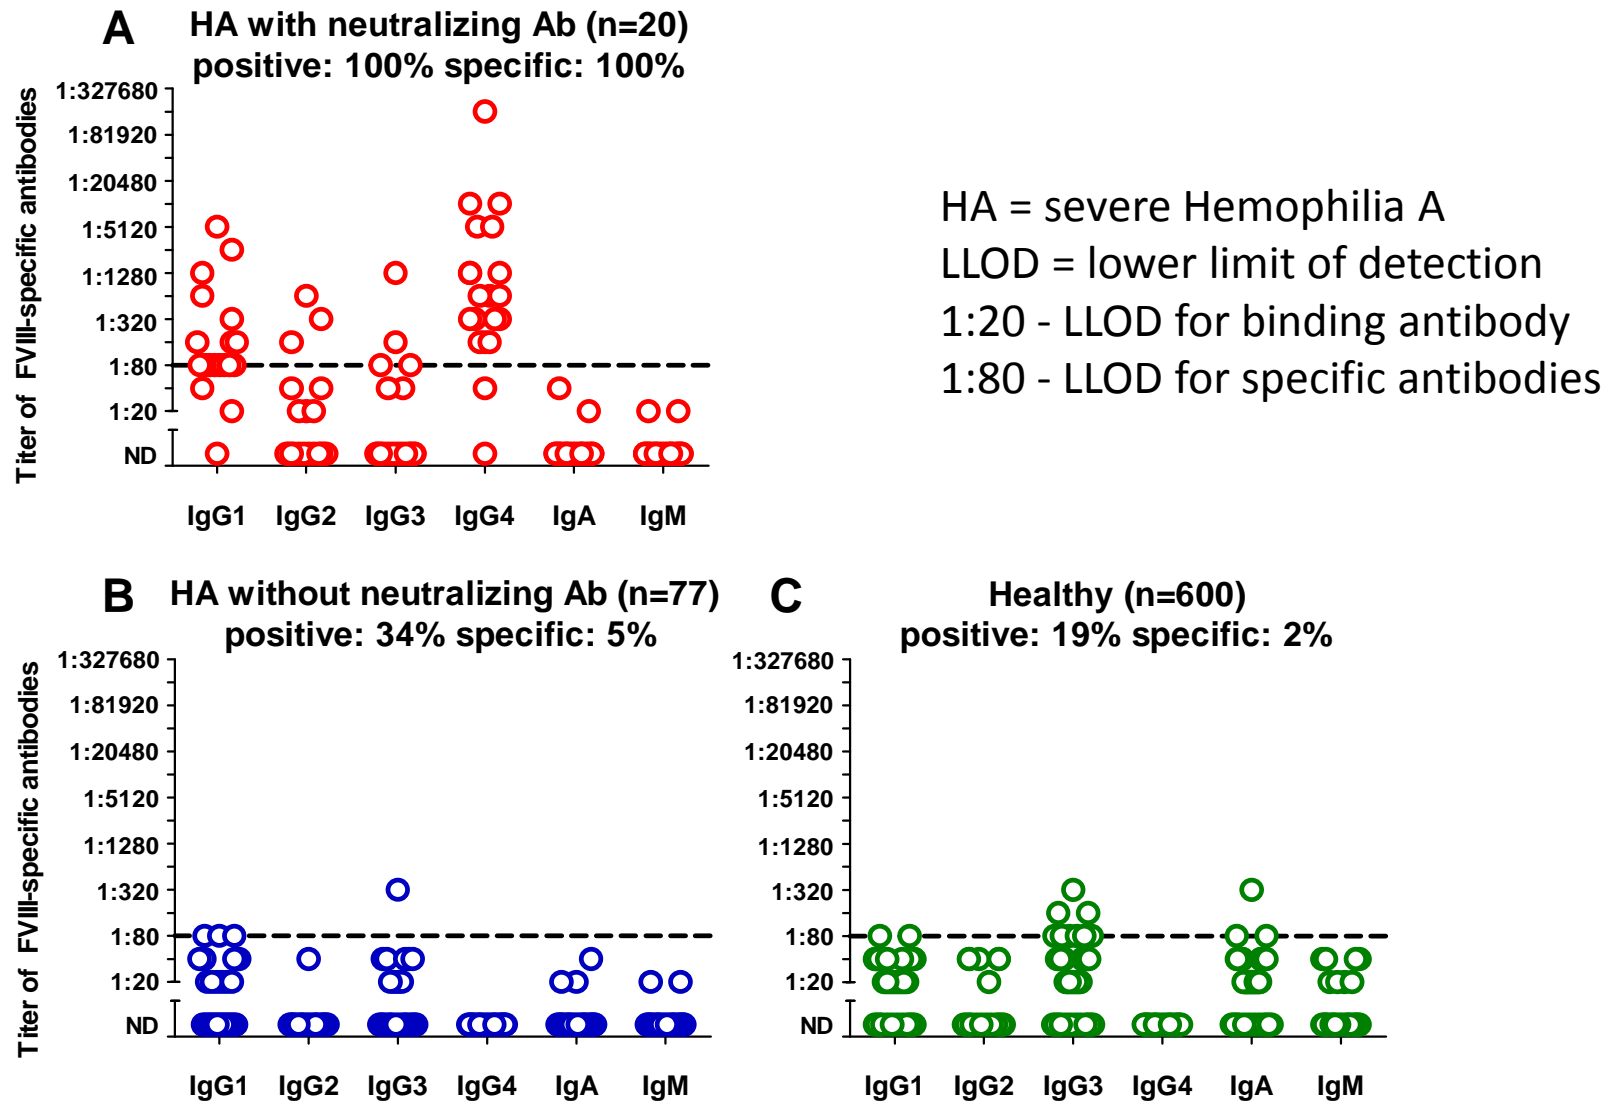 A
HA with neutralizing Ab (n=20)
positive: 100% specific: 100%
Titer of FVIII-specific antibodies
1:327680
1:81920
1:20480
1:5120
1:1280
1:320
1:80
1:20
ND
IgG1 IgG2 IgG3 IgG4 IgA IgM
HA = severe Hemophilia A
LLOD = lower limit of detection
1:20 - LLOD for binding antibody
1:80 - LLOD for specific antibodies
B
HA without neutralizing Ab (n=77)
positive: 34% specific: 5%
Titer of FVIII-specific antibodies
1:327680
1:81920
1:20480
1:5120
1:1280
1:320
1:80
1:20
ND
IgG1 IgG2 IgG3 IgG4 IgA IgM
C
Healthy (n=600)
positive: 19% specific: 2%
1:327680
1:81920
1:20480
1:5120
1:1280
1:320
1:80
1:20
ND
IgG1 IgG2 IgG3 IgG4 IgA IgM